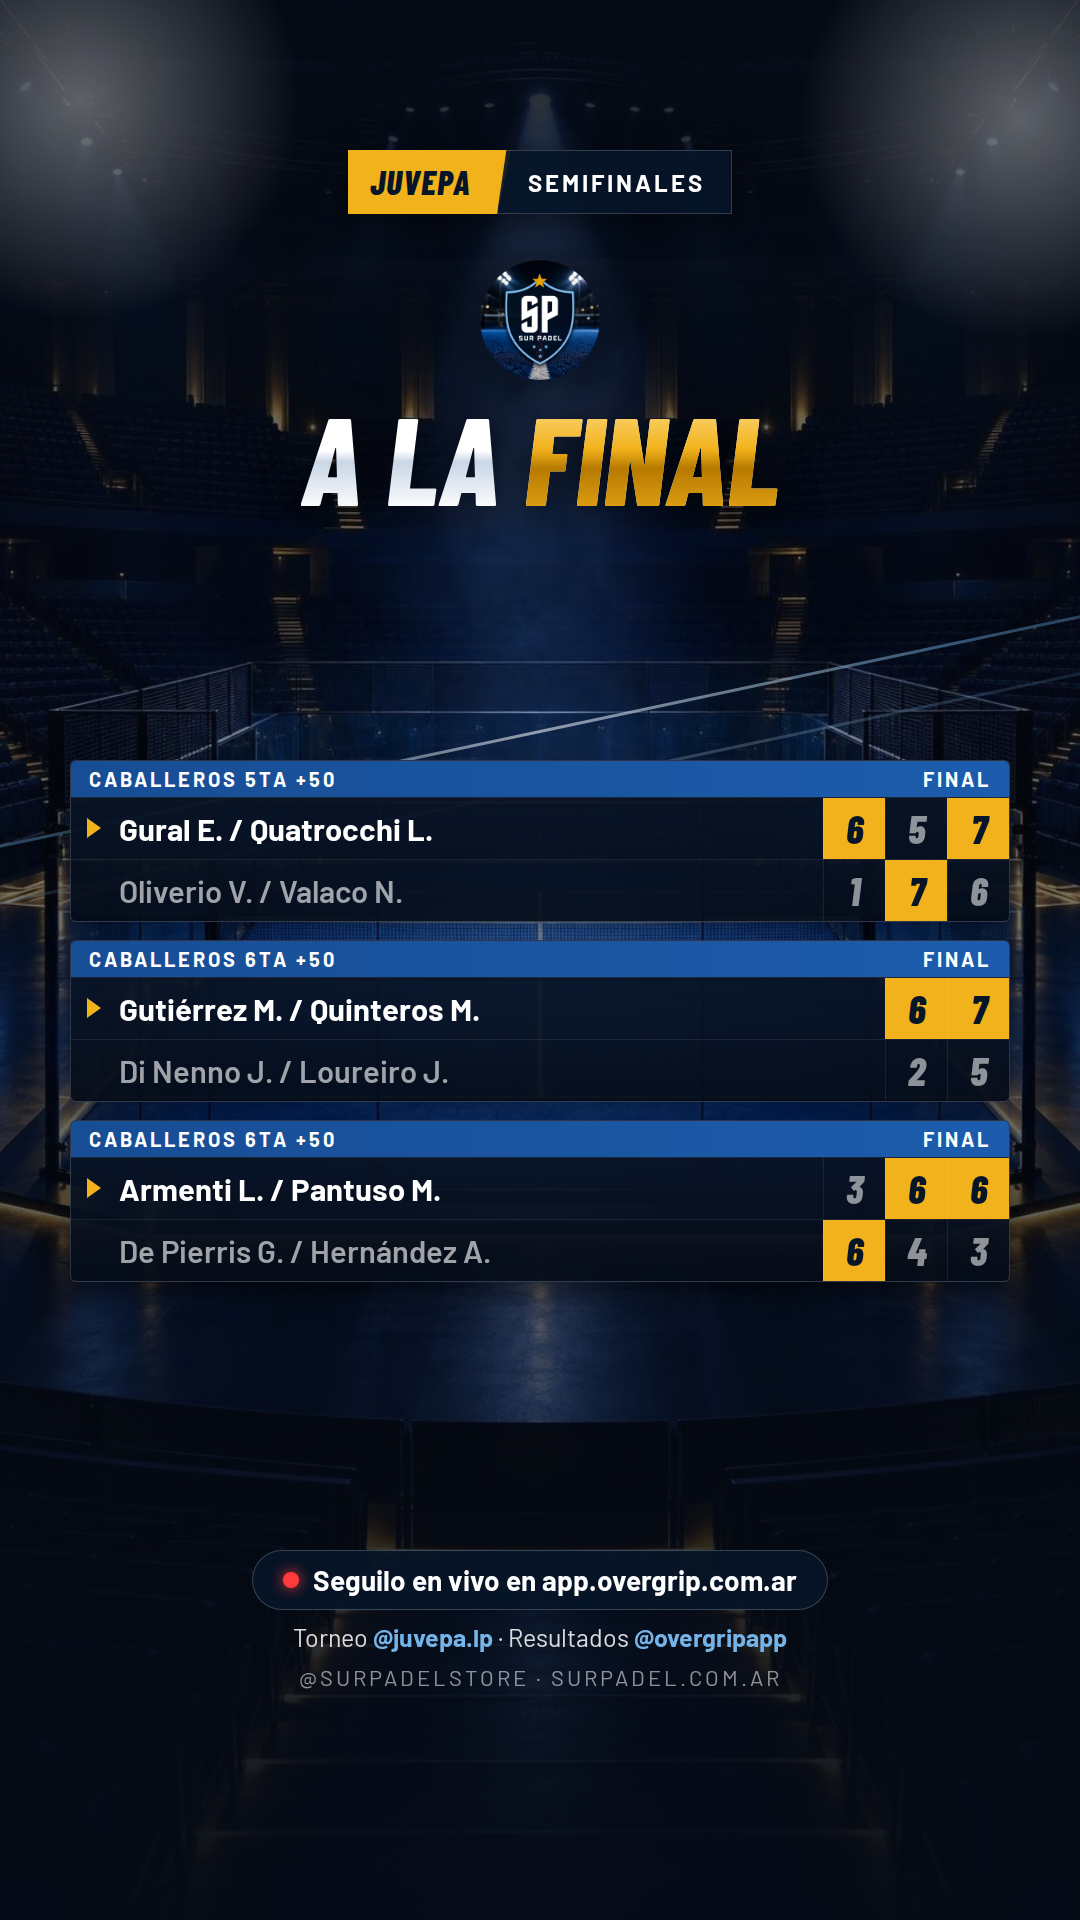 JUVEPA SEMIFINALES
SP
SUR PADEL
A LA FINAL
CABALLEROS 5TA +50 FINAL
Gural E. / Quatrocchi L. 6 5 7
Oliverio V. / Valaco N. 1 7 6
CABALLEROS 6TA +50 FINAL
Gutiérrez M. / Quinteros M. 6 7
Di Nenno J. / Loureiro J. 2 5
CABALLEROS 6TA +50 FINAL
Armenti L. / Pantuso M. 3 6 6
De Pierris G. / Hernández A. 6 4 3
Seguilo en vivo en app.overgrip.com.ar
Torneo @juvepa.lp · Resultados @overgripapp
@SURPADELSTORE · SURPADEL.COM.AR